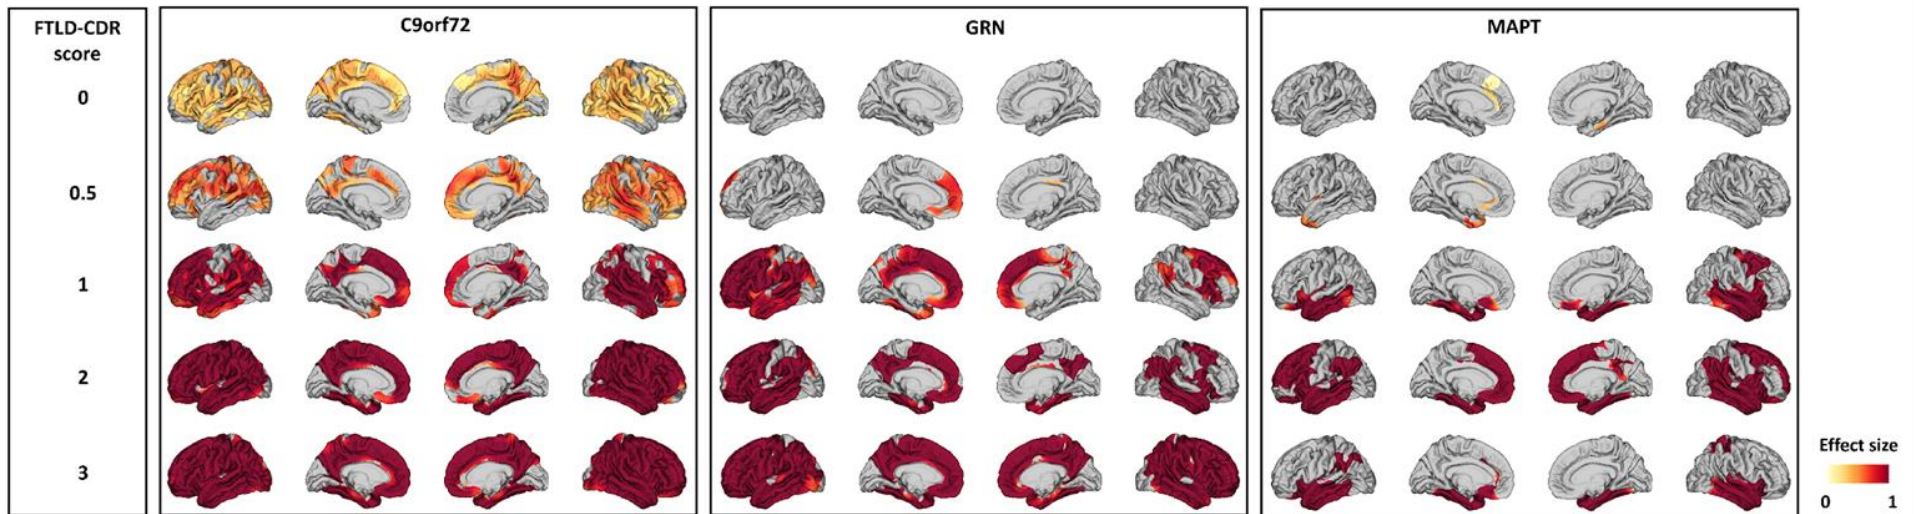 FTLD-CDR
score
C9orf72
GRN
MAPT
0
0.5
1
2
3
Effect size
0 1